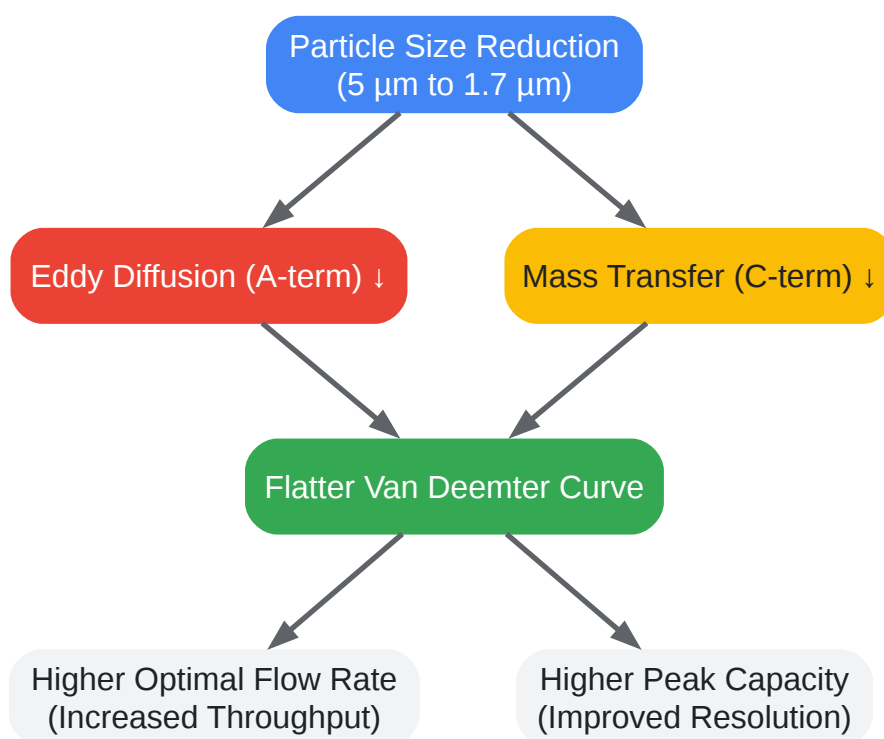 Particle Size Reduction
(5 µm to 1.7 µm)
Eddy Diffusion (A-term) ↓
Mass Transfer (C-term) ↓
Flatter Van Deemter Curve
Higher Optimal Flow Rate
(Increased Throughput)
Higher Peak Capacity
(Improved Resolution)